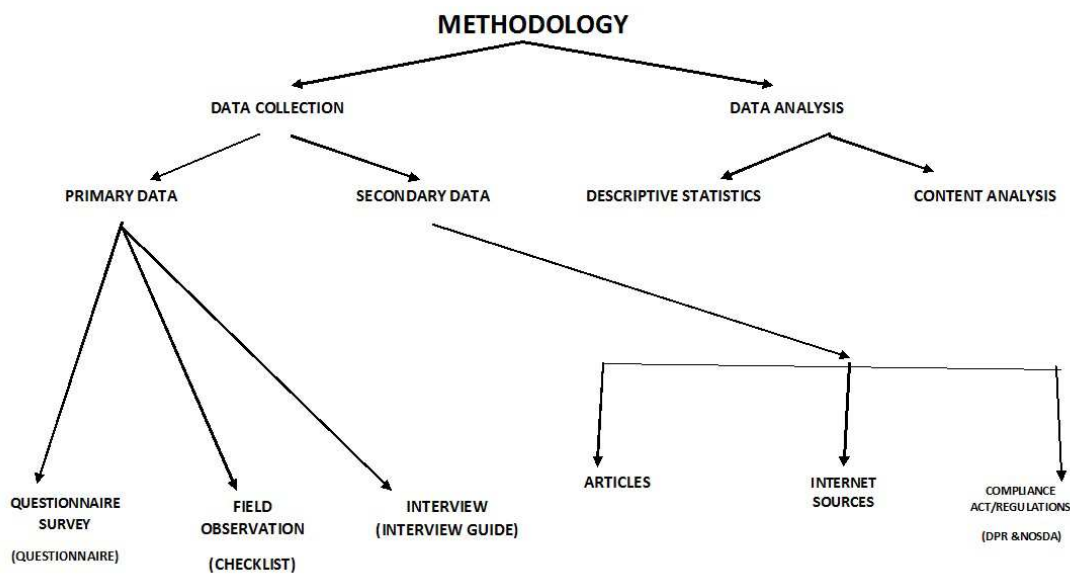 METHODOLOGY
DATA COLLECTION
DATA ANALYSIS
PRIMARY DATA
SECONDARY DATA
DESCRIPTIVE STATISTICS
CONTENT ANALYSIS
QUESTIONNAIRE
SURVEY
(QUESTIONNAIRE)
FIELD
OBSERVATION
(CHECKLIST)
INTERVIEW
(INTERVIEW GUIDE)
ARTICLES
INTERNET
SOURCES
COMPLIANCE
ACT/REGULATIONS
(DPR &NOSDA)